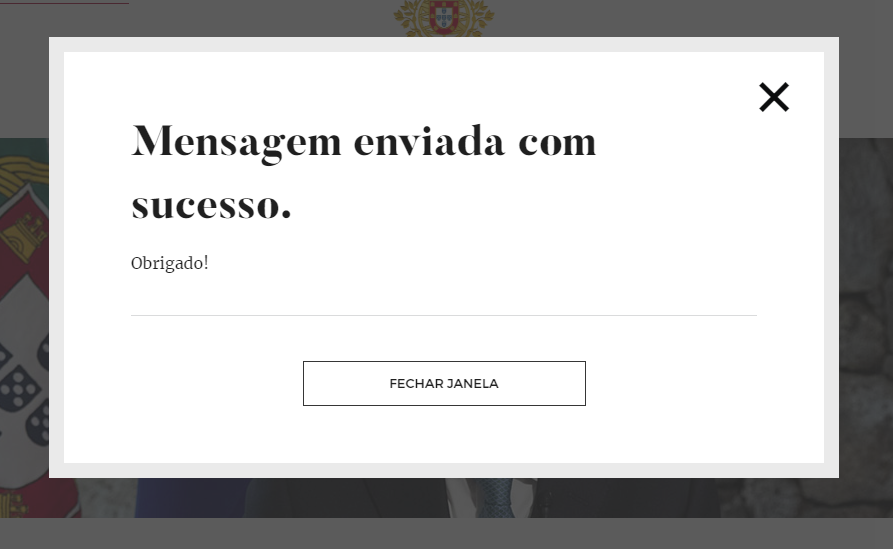 Mensagem enviada com
sucesso.
Obrigado!
FECHAR JANELA